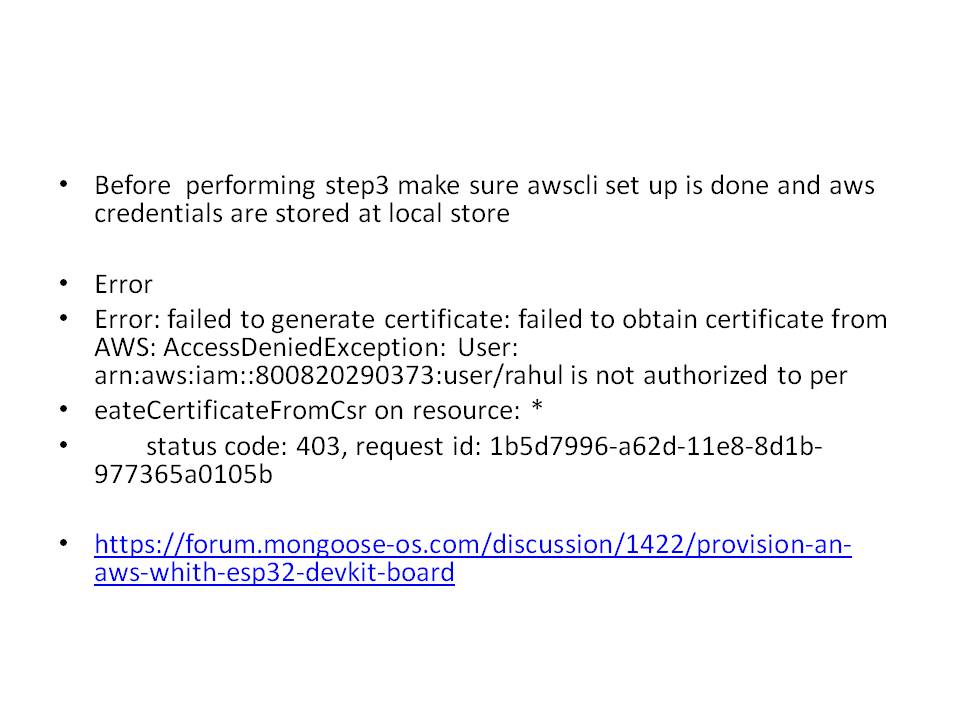 • Before  performing step3 make sure awscli set up is done and aws
credentials are stored at local store
• Error
• Error: failed to generate certificate: failed to obtain certificate from
AWS: AccessDeniedException: User:
arn:aws:iam::800820290373:user/rahul is not authorized to per
• eateCertificateFromCsr on resource: *
• status code: 403, request id: 1b5d7996-a62d-11e8-8d1b-
977365a0105b
• https://forum.mongoose-os.com/discussion/1422/provision-an-
aws-whith-esp32-devkit-board